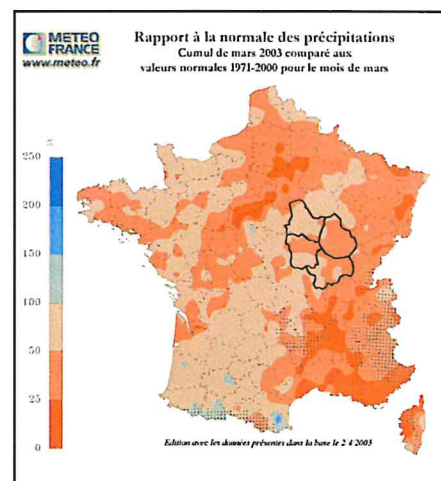 METEO
FRANCE
www.meteo.fr
Rapport à la normale des précipitations
Cumul de mars 2003 comparé aux
valeurs normales 1971-2000 pour le mois de mars
%
250
200
150
100
50
25
0
Edition avec les données présentes dans la base le 2/4/2003